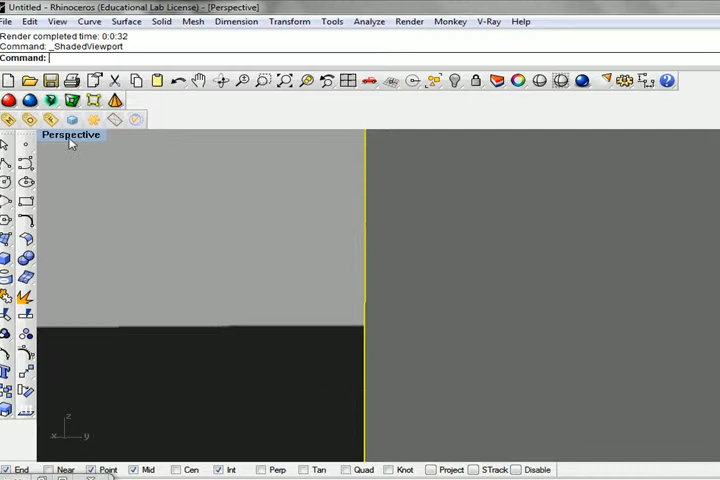 Untitled - Rhinoceros (Educational Lab License) - [Perspective]
File Edit View Curve Surface Solid Mesh Dimension Transform Tools Analyze Render Monkey V-Ray Help
Render completed time: 0:0:32
Command: _ShadedViewport
Command:
Perspective
z
x y
End Near Point Mid Cen Int Perp Tan Quad Knot Project STrack Disable